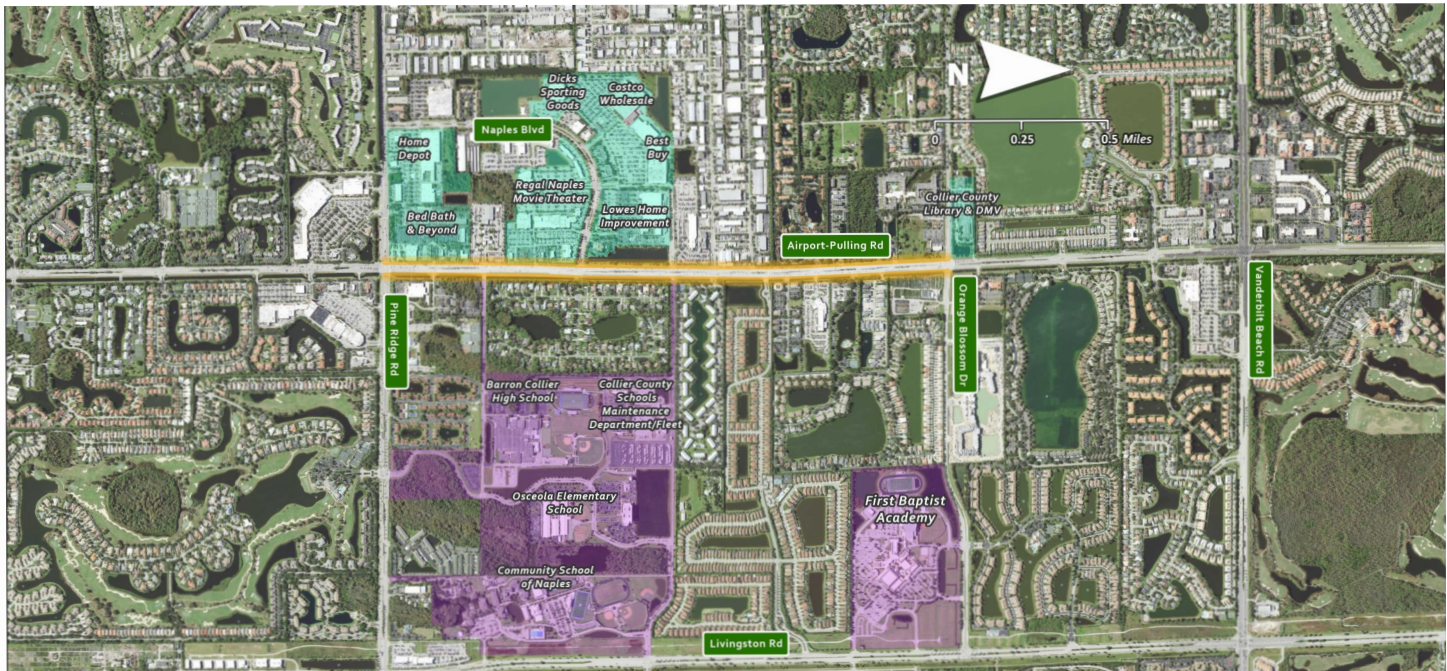 N
0
0.25
0.5 Miles
Dicks
Sporting
Goods
Costco
Wholesale
Naples Blvd
Home
Depot
Best
Buy
Regal Naples
Movie Theater
Bed Bath
& Beyond
Lowes Home
Improvement
Collier County
Library & DMV
Airport-Pulling Rd
Pine Ridge Rd
Orange Blossom Dr
Vanderbilt Beach Rd
Barron Collier
High School
Collier County
Schools
Maintenance
Department/Fleet
Osceola Elementary
School
First Baptist
Academy
Community School
of Naples
Livingston Rd